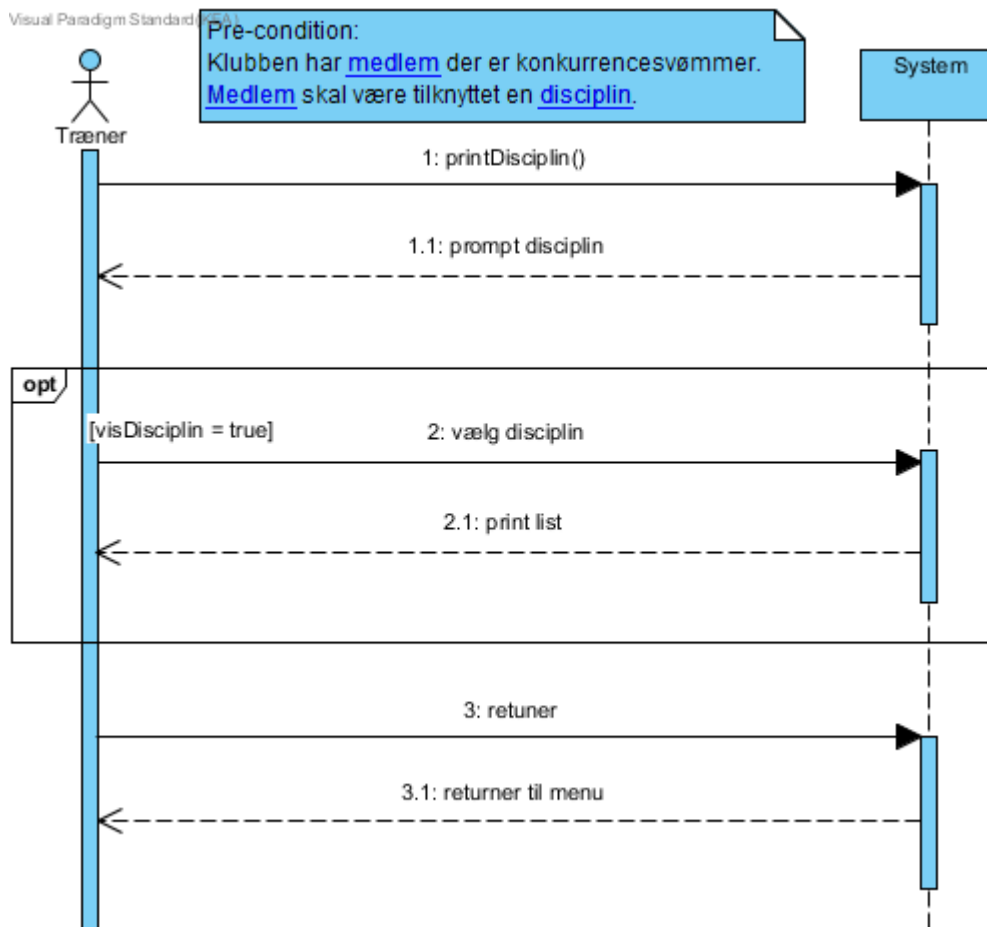 Visual Paradigm Standard(KEA)
Pre-condition:
Klubben har medlem der er konkurrencesvømmer.
Medlem skal være tilknyttet en disciplin.
System
Træner
1: printDisciplin()
1.1: prompt disciplin
opt
[visDisciplin = true]
2: vælg disciplin
2.1: print list
3: retuner
3.1: returner til menu